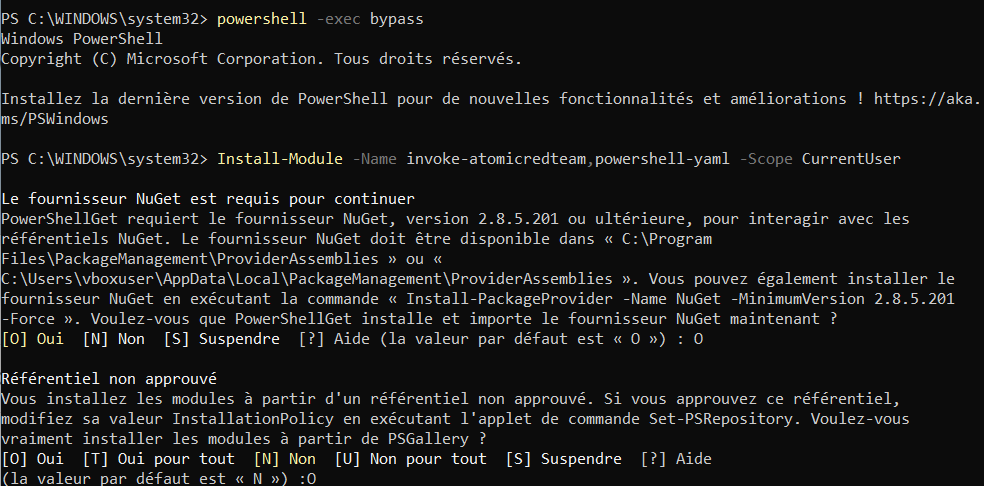 PS C:\WINDOWS\system32> powershell -exec bypass
Windows PowerShell
Copyright (C) Microsoft Corporation. Tous droits réservés.
Installez la dernière version de PowerShell pour de nouvelles fonctionnalités et améliorations ! https://aka.
ms/PSWindows
PS C:\WINDOWS\system32> Install-Module -Name invoke-atomicredteam,powershell-yaml -Scope CurrentUser
Le fournisseur NuGet est requis pour continuer
PowerShellGet requiert le fournisseur NuGet, version 2.8.5.201 ou ultérieure, pour interagir avec les
référentiels NuGet. Le fournisseur NuGet doit être disponible dans « C:\Program
Files\PackageManagement\ProviderAssemblies » ou «
C:\Users\vboxuser\AppData\Local\PackageManagement\ProviderAssemblies ». Vous pouvez également installer le
fournisseur NuGet en exécutant la commande « Install-PackageProvider -Name NuGet -MinimumVersion 2.8.5.201
-Force ». Voulez-vous que PowerShellGet installe et importe le fournisseur NuGet maintenant ?
[O] Oui  [N] Non  [S] Suspendre  [?] Aide (la valeur par défaut est « O ») : O
Référentiel non approuvé
Vous installez les modules à partir d'un référentiel non approuvé. Si vous approuvez ce référentiel,
modifiez sa valeur InstallationPolicy en exécutant l'applet de commande Set-PSRepository. Voulez-vous
vraiment installer les modules à partir de PSGallery ?
[O] Oui  [T] Oui pour tout  [N] Non  [U] Non pour tout  [S] Suspendre  [?] Aide
(la valeur par défaut est « N ») :O